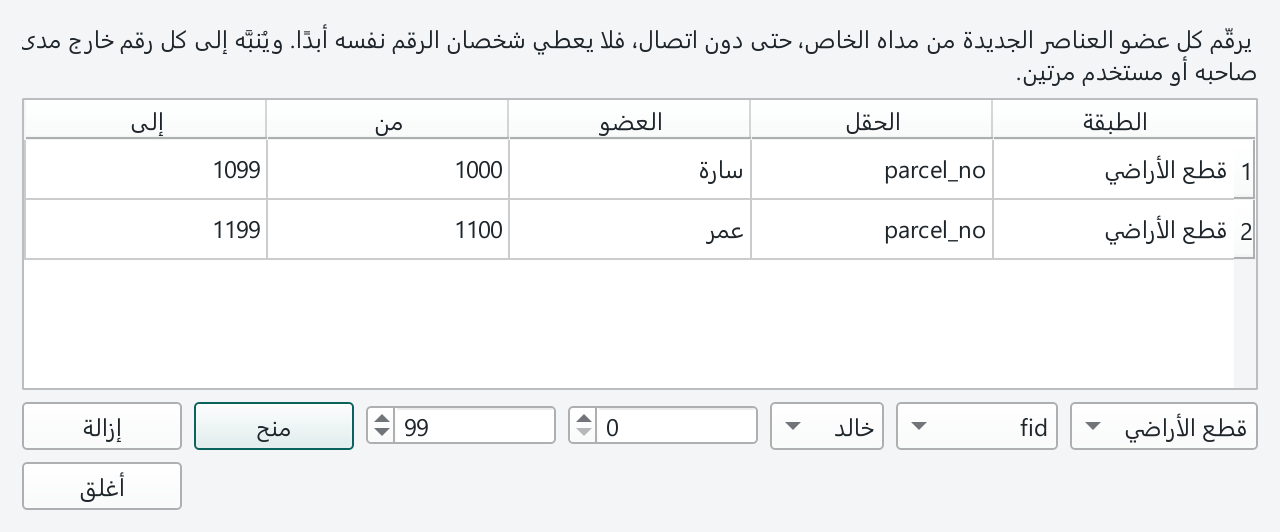 يرقّم كل عضو العناصر الجديدة من مداه الخاص، حتى دون اتصال، فلا يعطي شخصان الرقم نفسه أبدًا. ويُنبَّه إلى كل رقم خارج مدى
صاحبه أو مستخدم مرتين.
الطبقة الحقل العضو من إلى
1 قطع الأراضي parcel_no سارة 1000 1099
2 قطع الأراضي parcel_no عمر 1100 1199
قطع الأراضي fid خالد 0 99 منح إزالة
أغلق